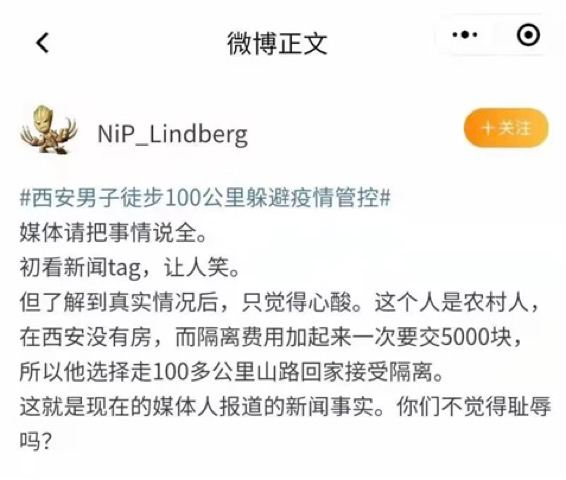 微博正文
NiP_Lindberg
+关注
#西安男子徒步100公里躲避疫情管控#
媒体请把事情说全。
初看新闻tag，让人笑。
但了解到真实情况后，只觉得心酸。这个人是农村人，
在西安没有房，而隔离费用加起来一次要交5000块，
所以他选择走100多公里山路回家接受隔离。
这就是现在的媒体人报道的新闻事实。你们不觉得耻辱
吗？